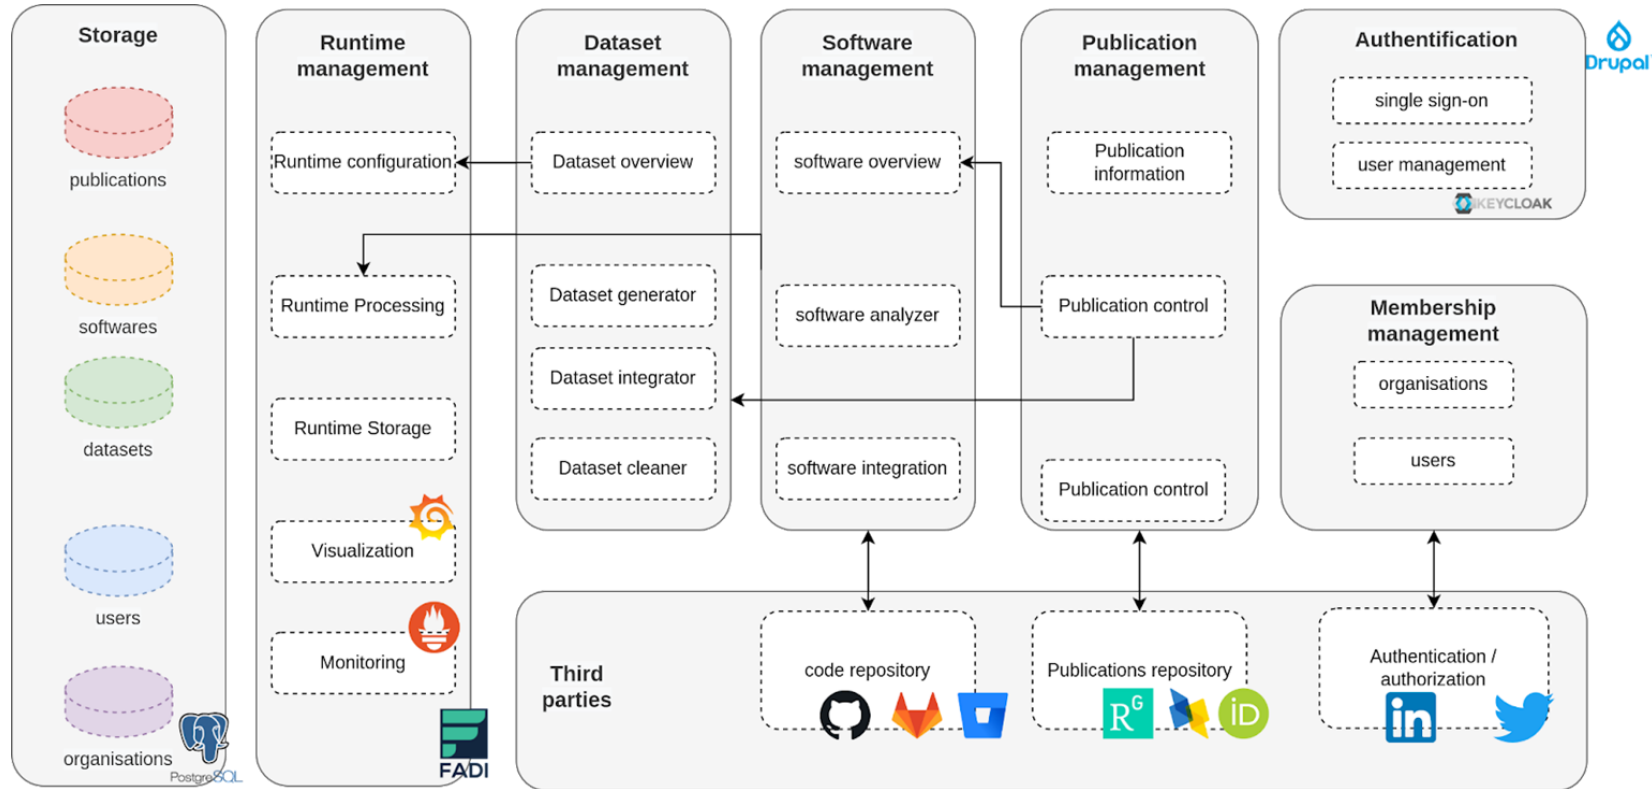 Storage
publications
softwares
datasets
users
organisations
PostgreSQL
Runtime
management
Runtime configuration
Runtime Processing
Runtime Storage
Visualization
Monitoring
FADI
Dataset
management
Dataset overview
Dataset generator
Dataset integrator
Dataset cleaner
Software
management
software overview
software analyzer
software integration
Publication
management
Publication
information
Publication control
Publication control
Authentification
single sign-on
user management
KEYCLOAK
Drupal
Membership
management
organisations
users
Third
parties
code repository
Publications repository
RG
iD
Authentication /
authorization
in